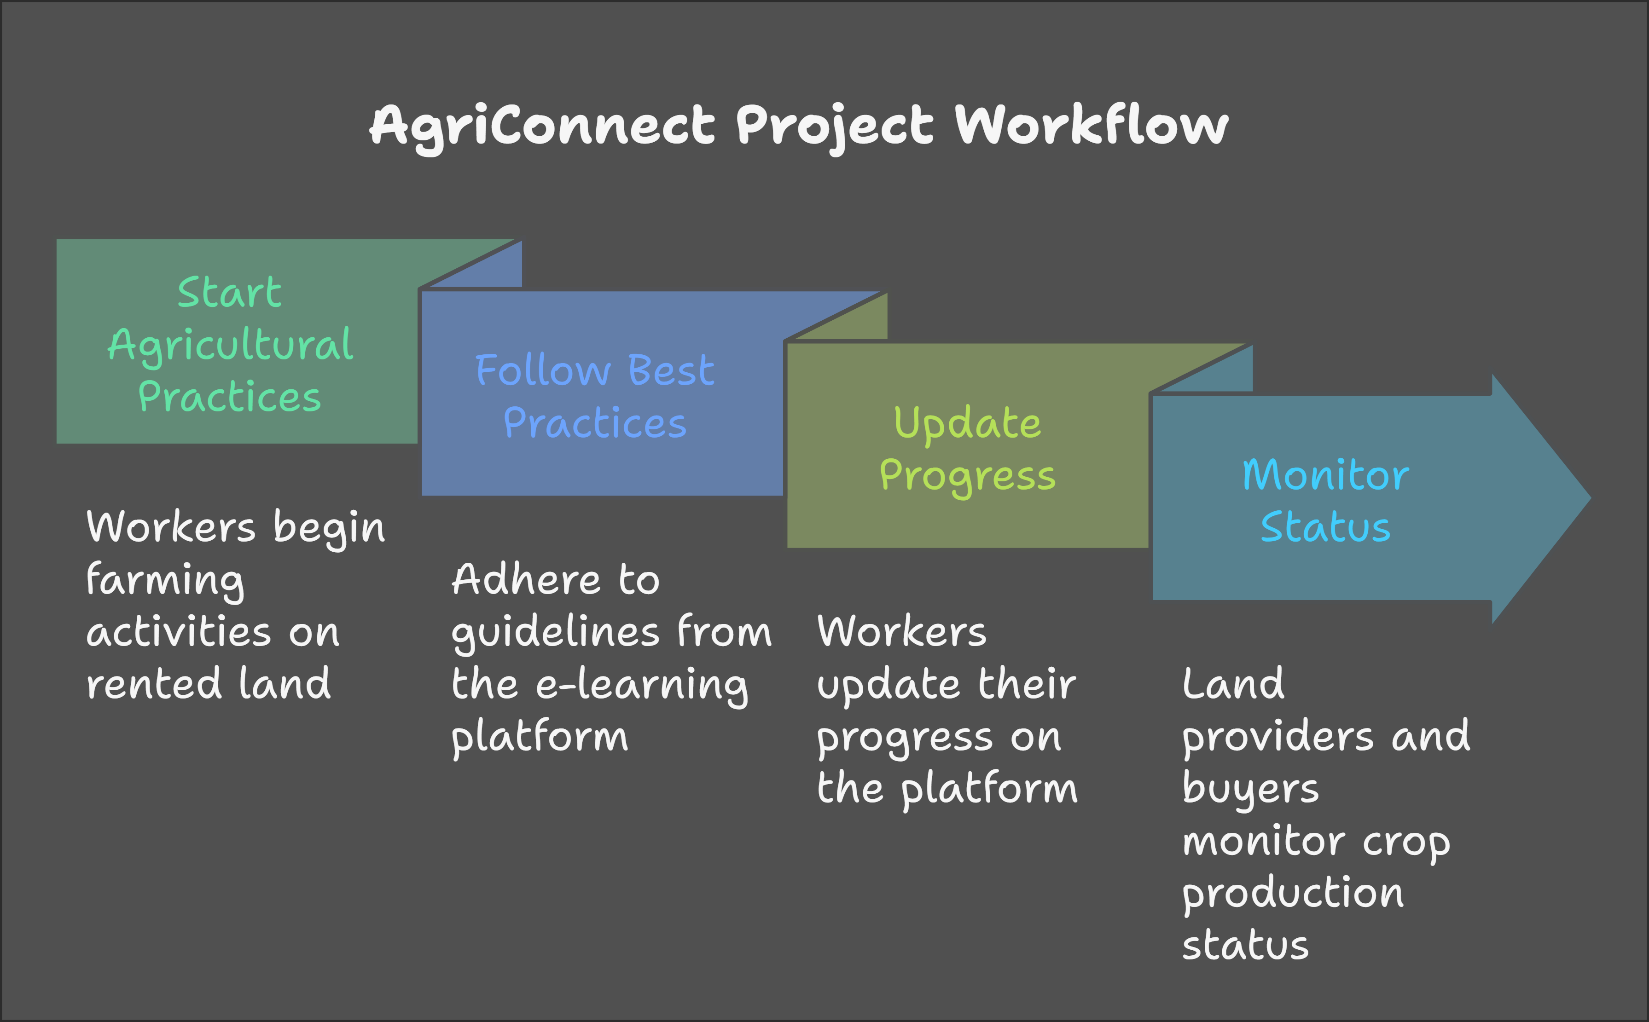 AgriConnect Project Workflow
Start
Agricultural
Practices
Workers begin
farming
activities on
rented land
Follow Best
Practices
Adhere to
guidelines from
the e-learning
platform
Update
Progress
Workers
update their
progress on
the platform
Monitor
Status
Land
providers and
buyers
monitor crop
production
status